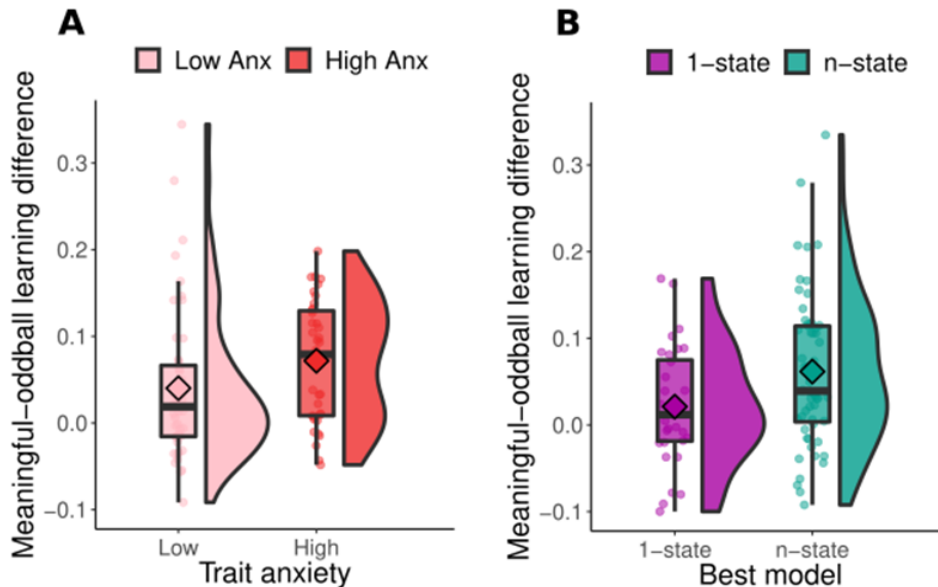 A
Low Anx
High Anx
Meaningful−oddball learning difference
0.3
0.2
0.1
0.0
−0.1
Low
High
Trait anxiety
B
1−state
n−state
Meaningful−oddball learning difference
0.3
0.2
0.1
0.0
−0.1
1−state
n−state
Best model